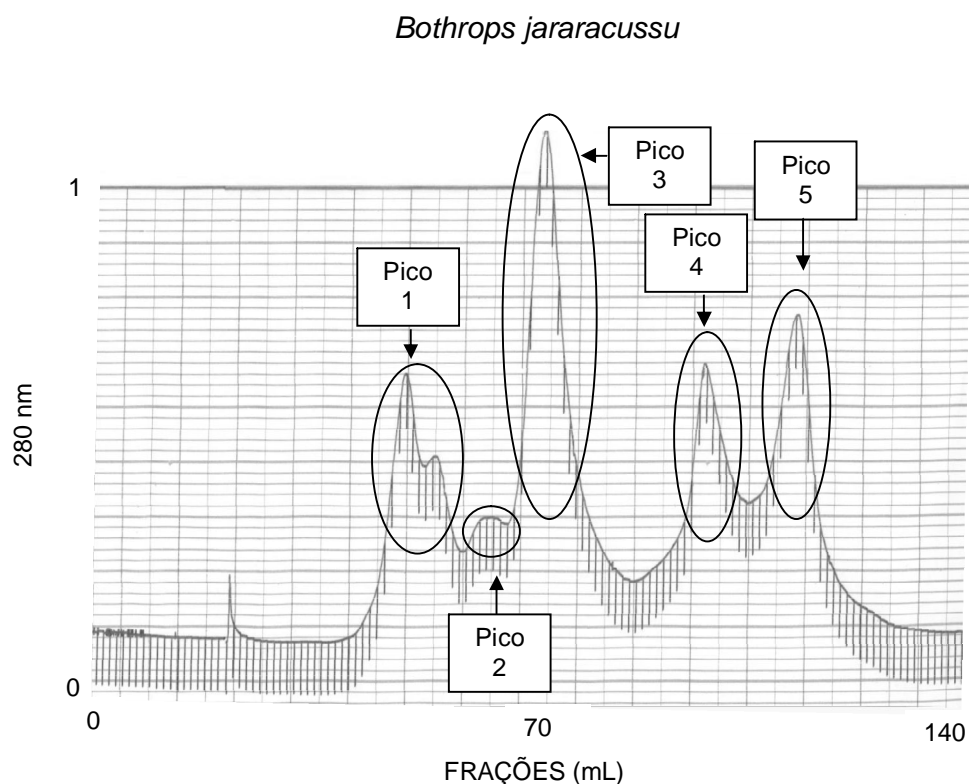 Bothrops jararacussu
1
Pico
3
Pico
5
Pico
4
Pico
1
280 nm
Pico
2
0
0
70
140
FRAÇÕES (mL)